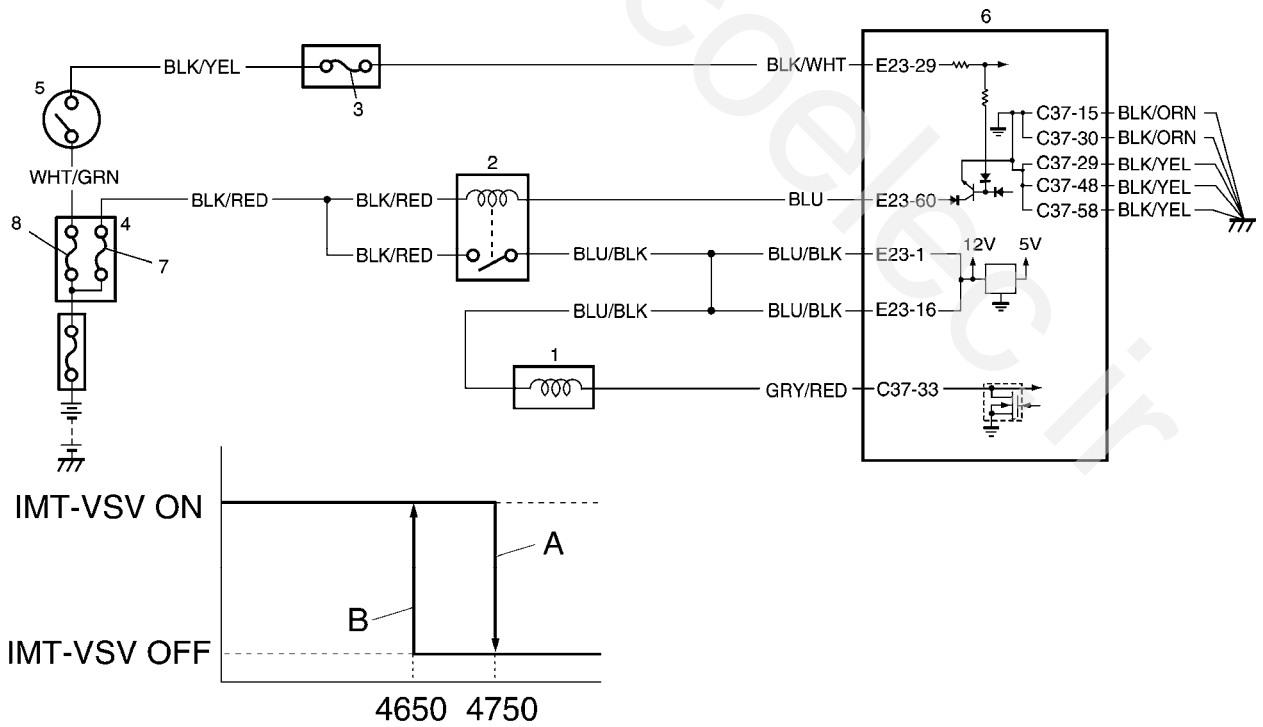 6
BLK/YEL
3
BLK/WHT
E23-29
5
WHT/GRN
C37-15 BLK/ORN
C37-30 BLK/ORN
C37-29 BLK/YEL
C37-48 BLK/YEL
C37-58 BLK/YEL
2
BLK/RED
BLK/RED
BLU
E23-60
8
4
7
BLK/RED
BLU/BLK
BLU/BLK
E23-1
12V
5V
BLU/BLK
BLU/BLK
E23-16
1
GRY/RED
C37-33
IMT-VSV ON
A
B
IMT-VSV OFF
4650 4750
coelec.ir